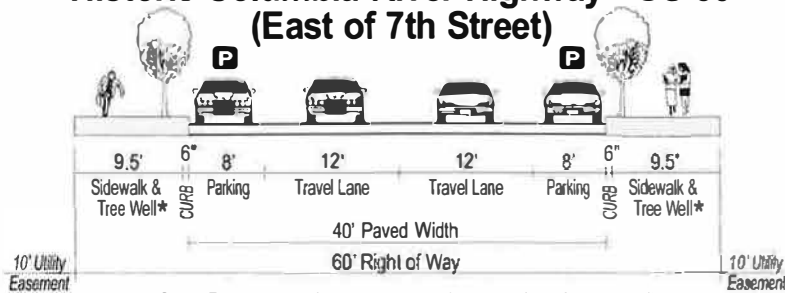 (East of 7th Street)
P P
9.5' 6" 8' 12' 12' 8' 6" 9.5'
Sidewalk & Tree Well* CURB Parking Travel Lane Travel Lane Parking CURB Sidewalk & Tree Well*
40' Paved Width
60' Right of Way
10' Utility Easement 10' Utility Easement